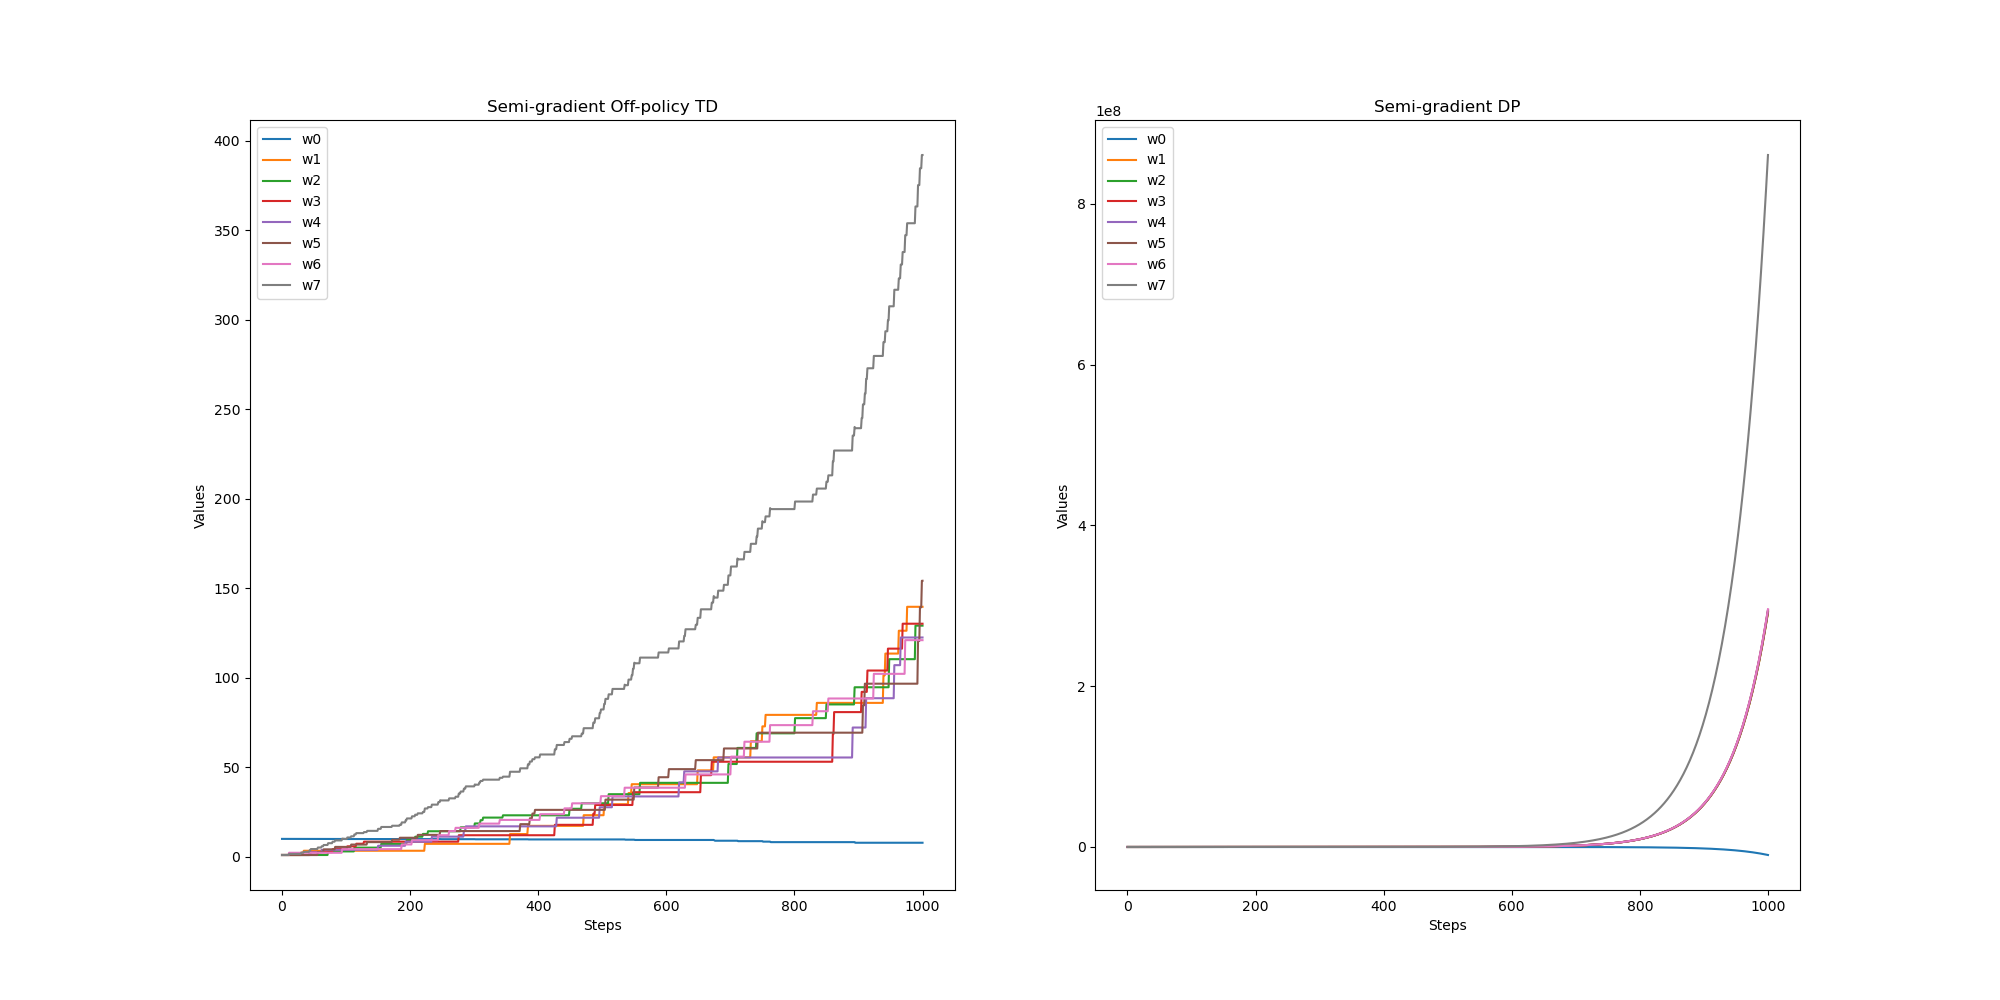 Semi-gradient Off-policy TD
400
350
300
250
200
150
100
50
0
Values
w0
w1
w2
w3
w4
w5
w6
w7
0 200 400 600 800 1000
Steps
Semi-gradient DP
1e8
8
6
4
2
0
Values
w0
w1
w2
w3
w4
w5
w6
w7
0 200 400 600 800 1000
Steps